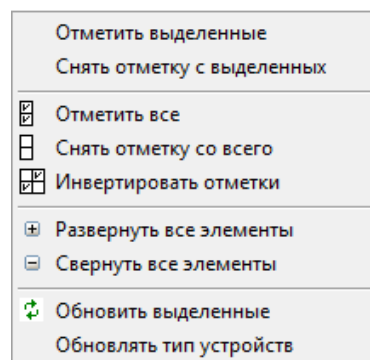 Отметить выделенные
Снять отметку с выделенных
Отметить все
Снять отметку со всего
Инвертировать отметки
Развернуть все элементы
Свернуть все элементы
Обновить выделенные
Обновлять тип устройств